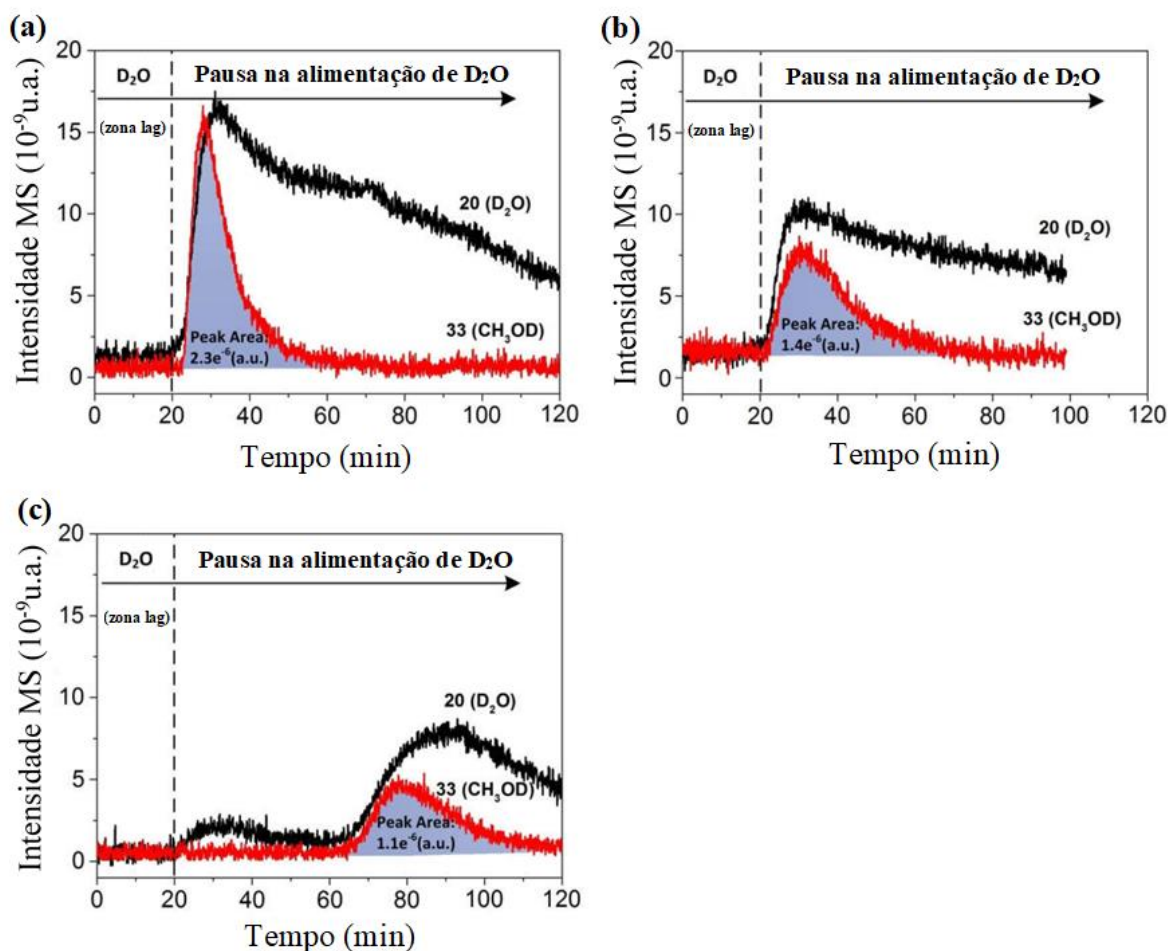 (a)
20
15
10
5
0
Intensidade MS (10⁻⁹u.a.)
D₂O
Pausa na alimentação de D₂O
(zona lag)
20 (D₂O)
33 (CH₃OD)
Peak Area:
2.3e⁻⁶(a.u.)
0 20 40 60 80 100 120
Tempo (min)
(b)
20
15
10
5
0
Intensidade MS (10⁻⁹u.a.)
D₂O
Pausa na alimentação de D₂O
(zona lag)
20 (D₂O)
33 (CH₃OD)
Peak Area:
1.4e⁻⁶(a.u.)
0 20 40 60 80 100 120
Tempo (min)
(c)
20
15
10
5
0
Intensidade MS (10⁻⁹u.a.)
D₂O
Pausa na alimentação de D₂O
(zona lag)
20 (D₂O)
33 (CH₃OD)
Peak Area:
1.1e⁻⁶(a.u.)
0 20 40 60 80 100 120
Tempo (min)